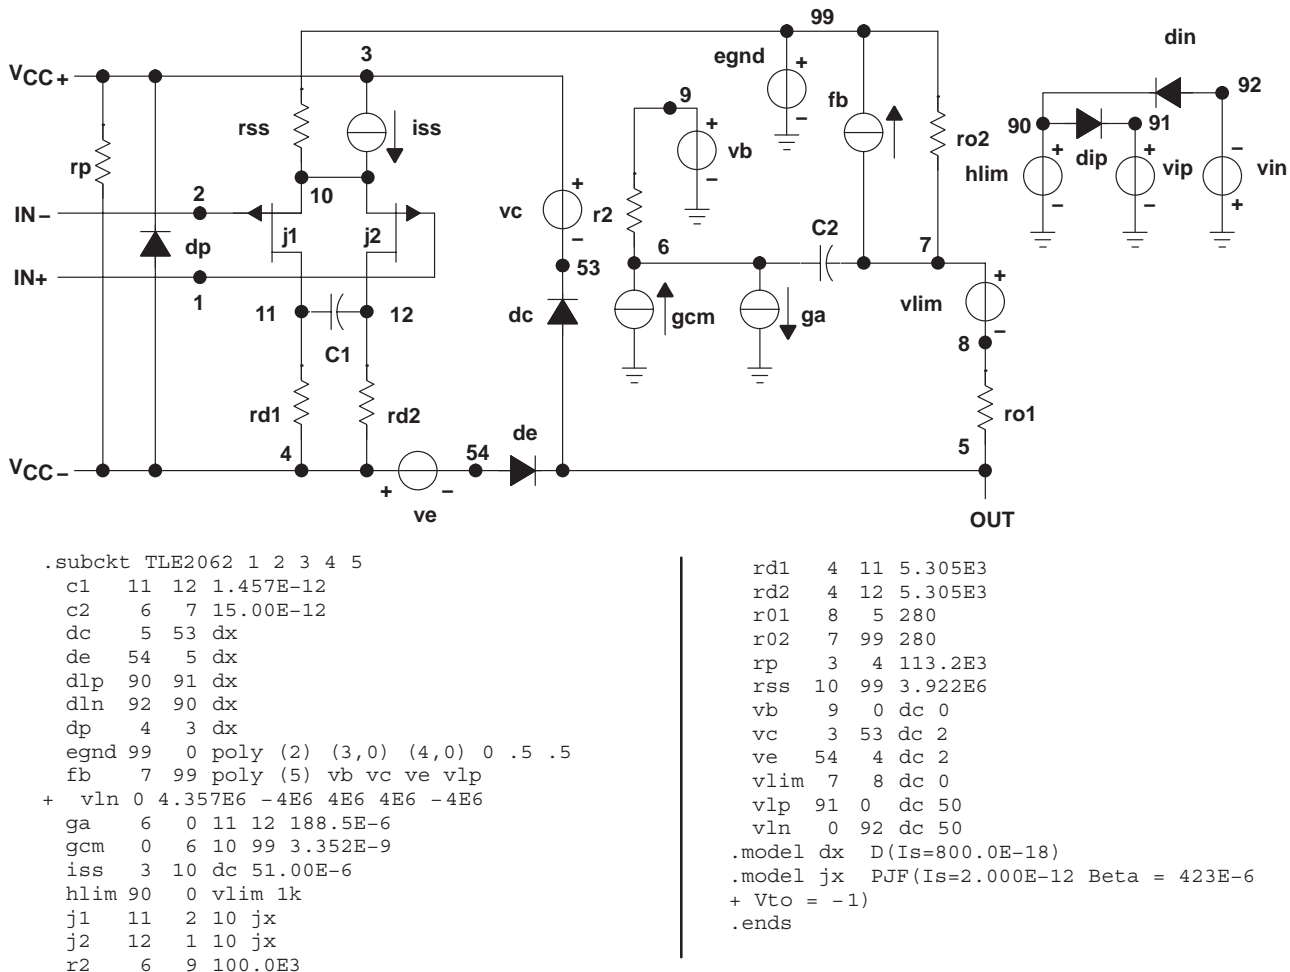 99
din
3
egnd
+
VCC+
92
9
fb
rss
iss
+
vb
ro2
90
91
rp
dip
hlim
vip
vin
10
2
IN−
vc
r2
C2
j1
j2
dp
6
7
IN+
53
1
vlim
11
12
dc
gcm
ga
8
C1
rd1
rd2
ro1
de
4
54
5
VCC−
+
−
ve
OUT
.subckt TLE2062 1 2 3 4 5
c1 11 12 1.457E−12
c2 6 7 15.00E−12
dc 5 53 dx
de 54 5 dx
dlp 90 91 dx
dln 92 90 dx
dp 4 3 dx
egnd 99 0 poly (2) (3,0) (4,0) 0 .5 .5
fb 7 99 poly (5) vb vc ve vlp
+ vln 0 4.357E6 −4E6 4E6 4E6 −4E6
ga 6 0 11 12 188.5E−6
gcm 0 6 10 99 3.352E−9
iss 3 10 dc 51.00E−6
hlim 90 0 vlim 1k
j1 11 2 10 jx
j2 12 1 10 jx
r2 6 9 100.0E3
rd1 4 11 5.305E3
rd2 4 12 5.305E3
r01 8 5 280
r02 7 99 280
rp 3 4 113.2E3
rss 10 99 3.922E6
vb 9 0 dc 0
vc 3 53 dc 2
ve 54 4 dc 2
vlim 7 8 dc 0
vlp 91 0 dc 50
vln 0 92 dc 50
.model dx D(Is=800.0E−18)
.model jx PJF(Is=2.000E−12 Beta = 423E−6
+ Vto = −1)
.ends